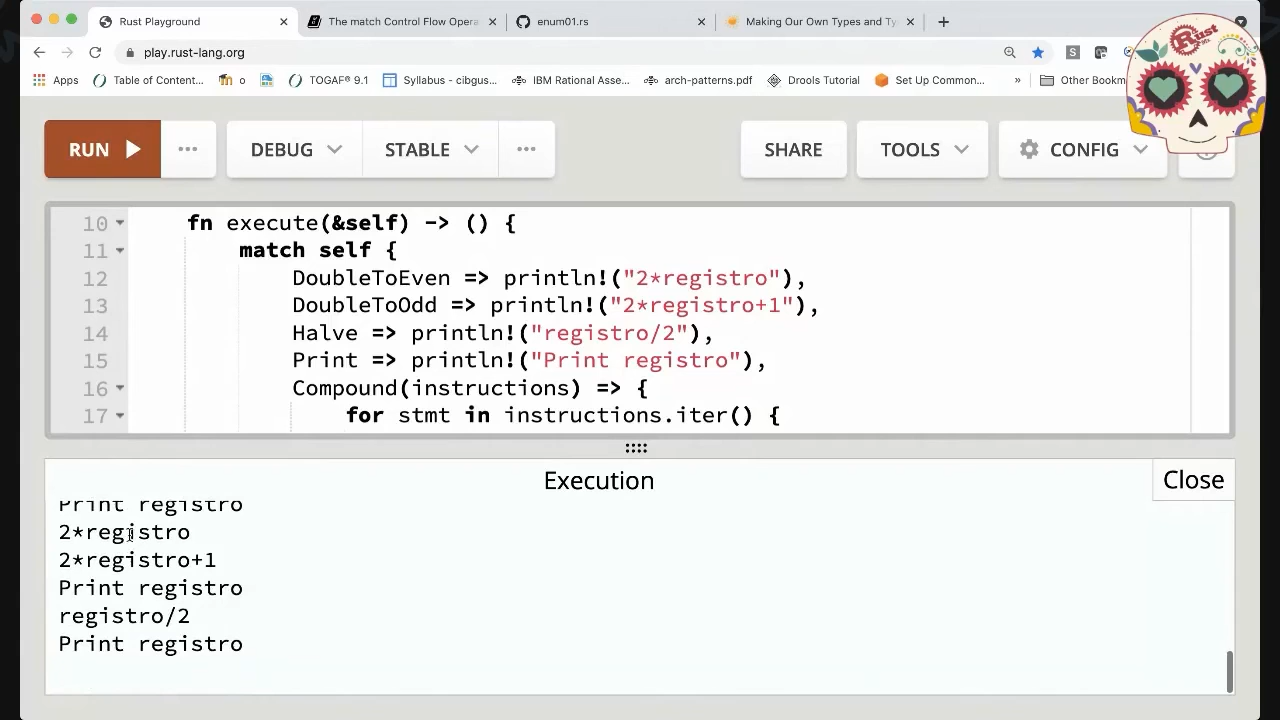 Rust Playground
The match Control Flow Opera
enum01.rs
Making Our Own Types and Ty
play.rust-lang.org
S
Apps
Table of Content...
o
TOGAF® 9.1
Syllabus - cibgus...
IBM Rational Asse...
arch-patterns.pdf
Drools Tutorial
Set Up Common...
»
Other Bookm
Rust
RUN
DEBUG
STABLE
SHARE
TOOLS
CONFIG
10 fn execute(&self) -> () {
11 match self {
12 DoubleToEven => println!("2*registro"),
13 DoubleToOdd => println!("2*registro+1"),
14 Halve => println!("registro/2"),
15 Print => println!("Print registro"),
16 Compound(instructions) => {
17 for stmt in instructions.iter() {
Execution
Close
Print registro
2*registro
2*registro+1
Print registro
registro/2
Print registro